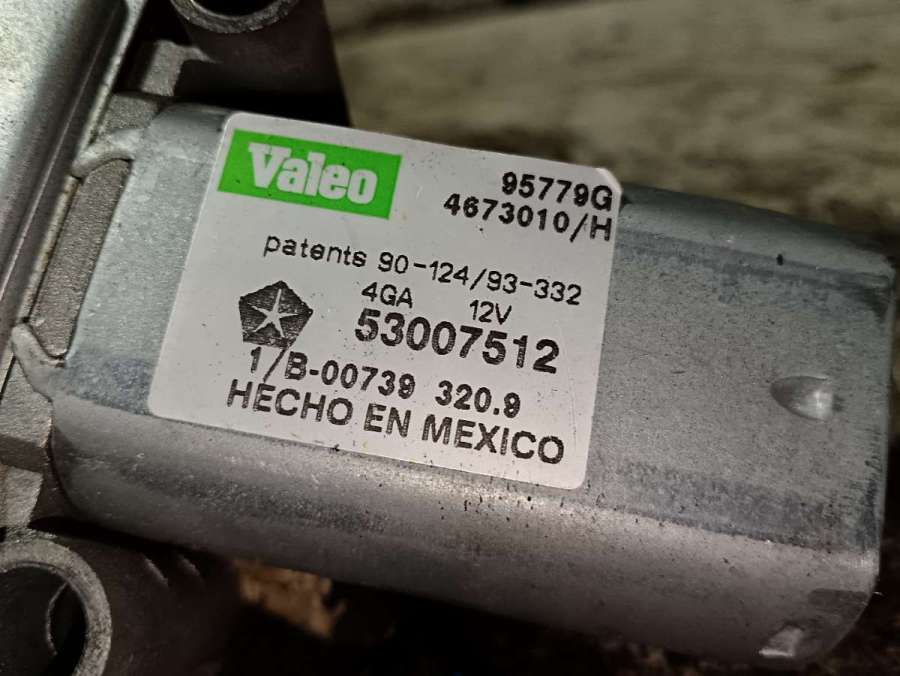 Valeo
95779G
4673010/H
patents 90-124/93-332
4GA 12V
53007512
1/B-00739 320.9
HECHO EN MEXICO